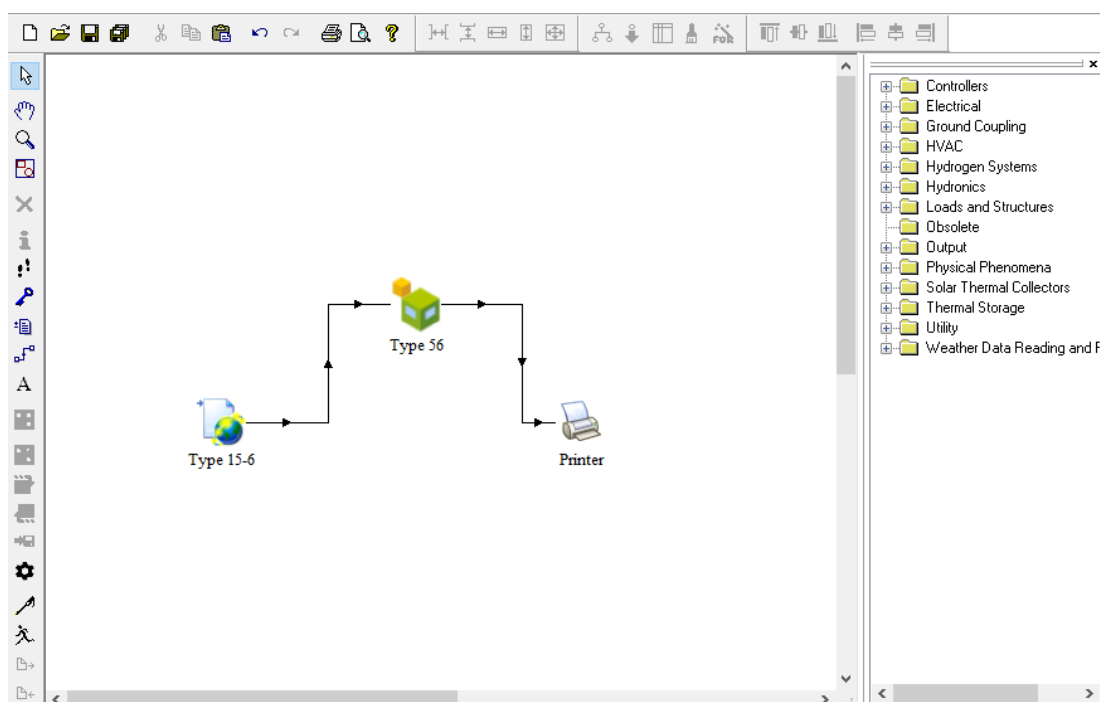 FOR
x
Controllers
Electrical
Ground Coupling
HVAC
Hydrogen Systems
Hydronics
Loads and Structures
Obsolete
Output
Physical Phenomena
Solar Thermal Collectors
Thermal Storage
Utility
Weather Data Reading and
A
Type 56
Type 15-6
Printer